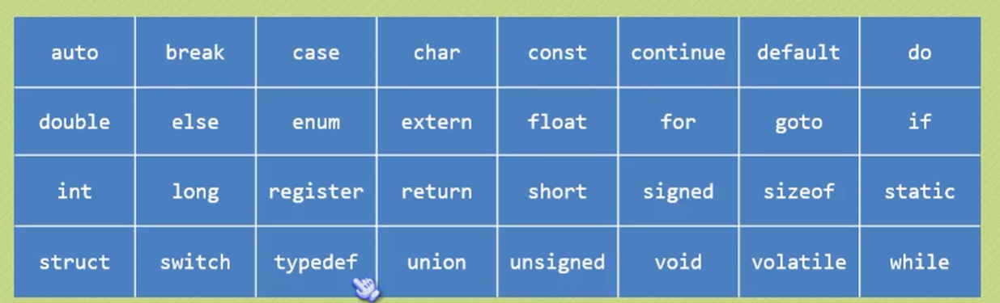 auto break case char const continue default do
double else enum extern float for goto if
int long register return short signed sizeof static
struct switch typedef union unsigned void volatile while